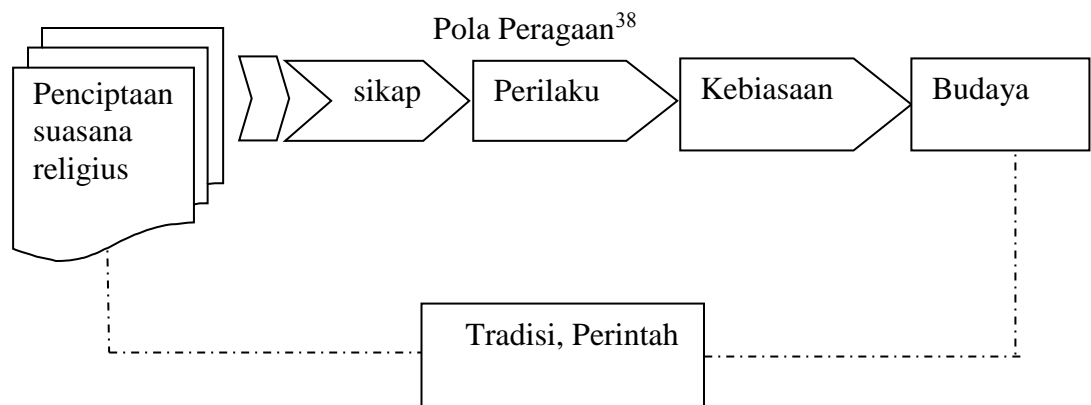 Pola Peragaan³⁸
Penciptaan
suasana
religius
sikap
Perilaku
Kebiasaan
Budaya
Tradisi, Perintah